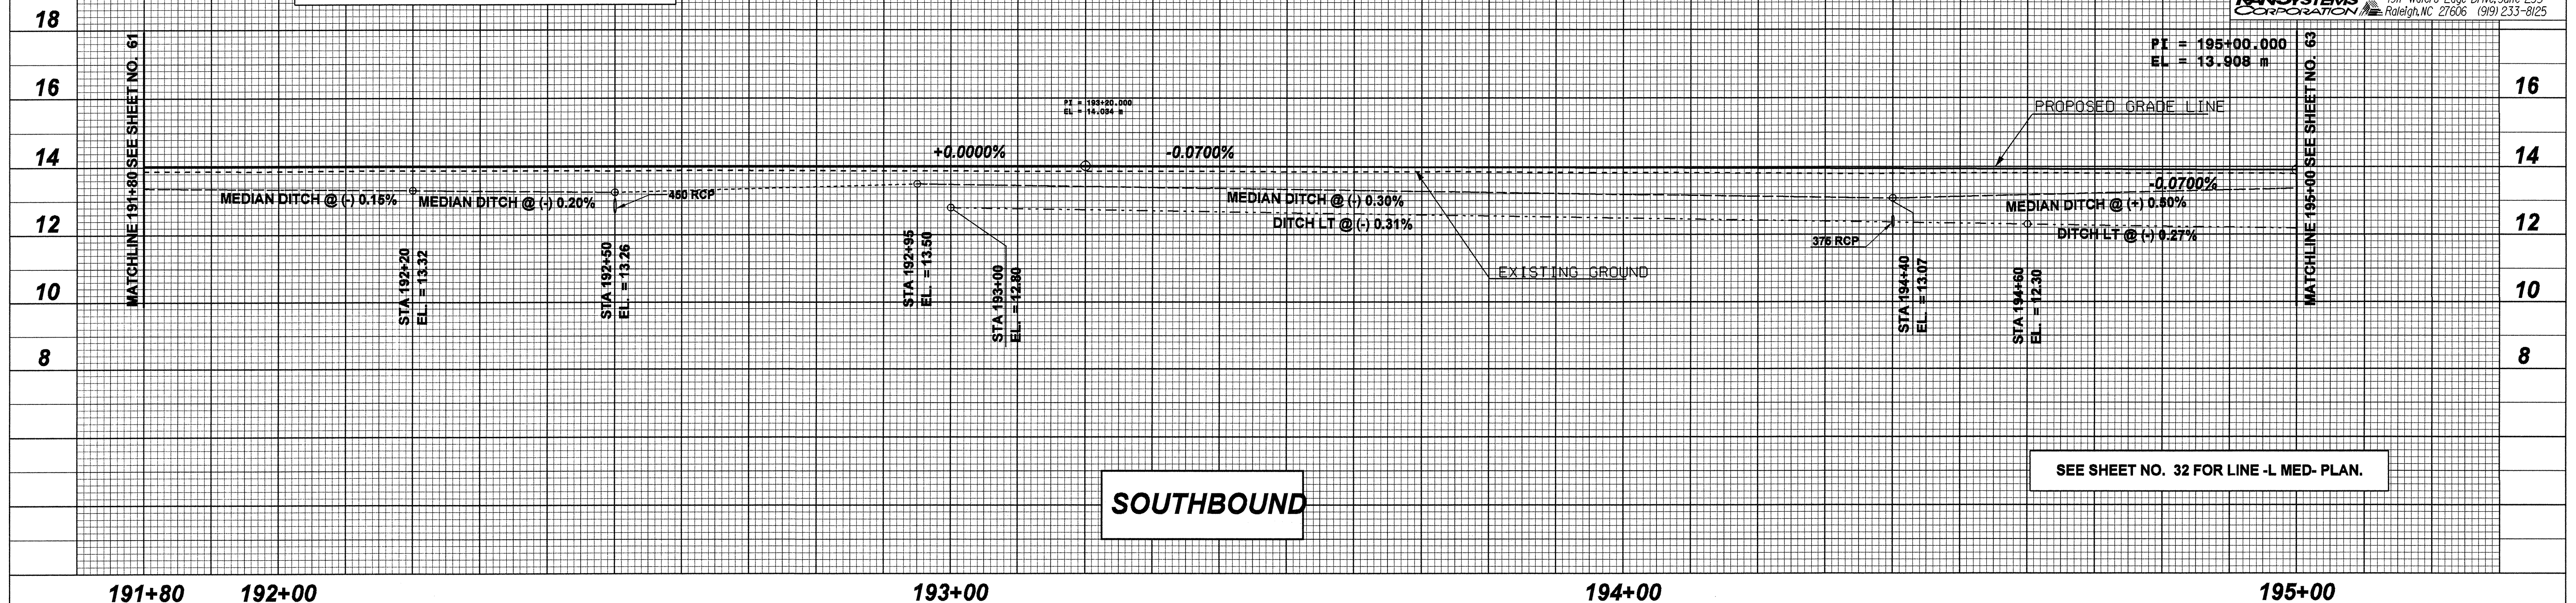 CORPORATION Raleigh, NC 27606 (919) 233-8125
18
16
14
12
10
8
MATCHLINE 191+80 SEE SHEET NO. 61
PI = 195+00.000
EL = 13.908 m
MATCHLINE 195+00 SEE SHEET NO. 63
16
14
12
10
8
PI = 193+20.000
EL = 14.034 m
PROPOSED GRADE LINE
+0.0000%
-0.0700%
-0.0700%
MEDIAN DITCH @ (-) 0.15%
MEDIAN DITCH @ (-) 0.20%
450 RCP
MEDIAN DITCH @ (-) 0.30%
DITCH LT @ (-) 0.31%
MEDIAN DITCH @ (+) 0.50%
DITCH LT @ (-) 0.27%
375 RCP
EXISTING GROUND
STA 192+20
EL. = 13.32
STA 192+50
EL. = 13.26
STA 192+95
EL. = 13.50
STA 193+00
EL. = 12.80
STA 194+40
EL. = 13.07
STA 194+60
EL. = 12.30
SOUTHBOUND
SEE SHEET NO. 32 FOR LINE -L MED- PLAN.
191+80
192+00
193+00
194+00
195+00